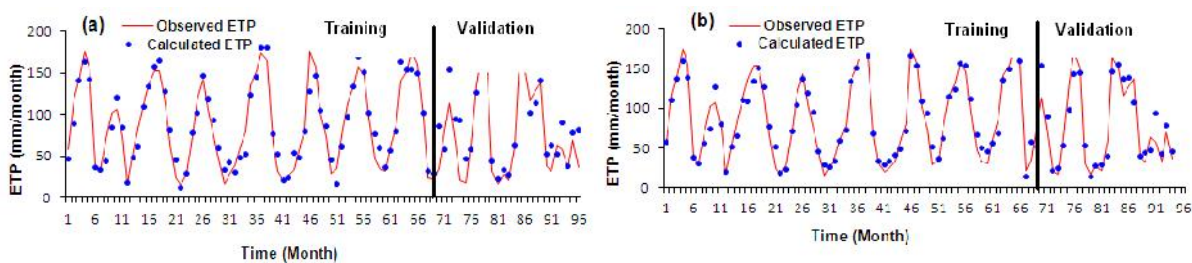 (a)
Observed ETP
Calculated ETP
Training
Validation
200
150
100
50
0
ETP (mm/month)
1 6 11 16 21 26 31 36 41 46 51 56 61 66 71 76 81 86 91 95
Time (Month)
(b)
Observed ETP
Calculated ETP
Training
Validation
200
150
100
50
0
ETP (mm/month)
1 6 11 16 21 26 31 36 41 46 51 56 61 66 71 76 81 86 91 96
Time (Month)